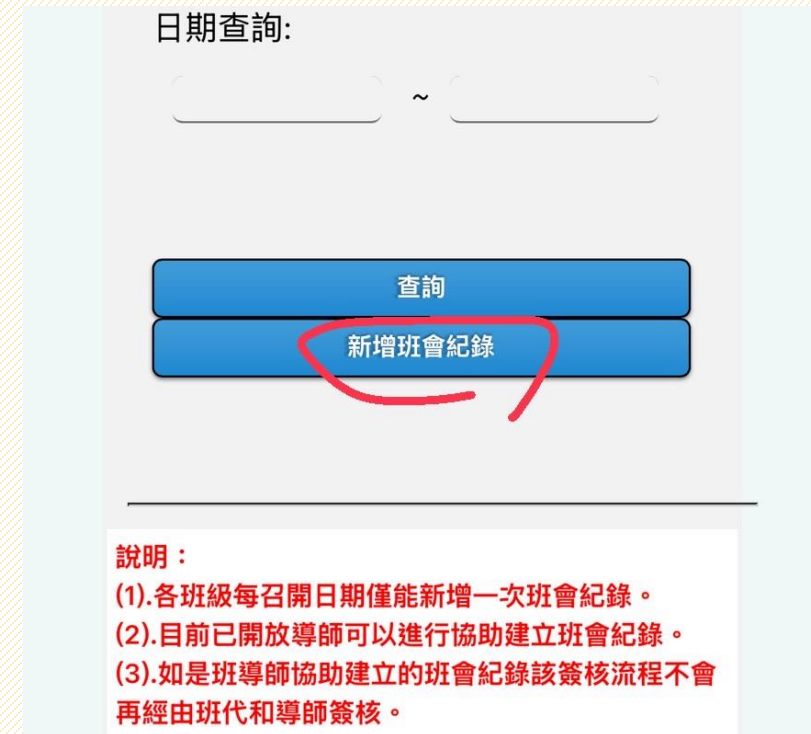 日期查詢:
~
查詢
新增班會紀錄
說明：
(1).各班級每召開日期僅能新增一次班會紀錄。
(2).目前已開放導師可以進行協助建立班會紀錄。
(3).如是班導師協助建立的班會紀錄該簽核流程不會
再經由班代和導師簽核。